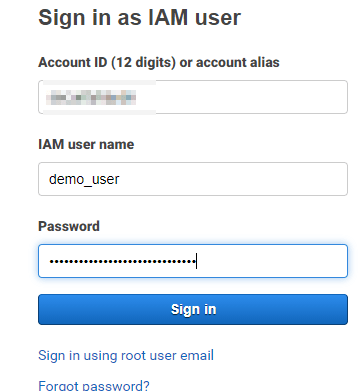 Sign in as IAM user
Account ID (12 digits) or account alias
IAM user name
demo_user
Password
••••••••••••••••••••••••••••••
Sign in
Sign in using root user email
Forgot password?